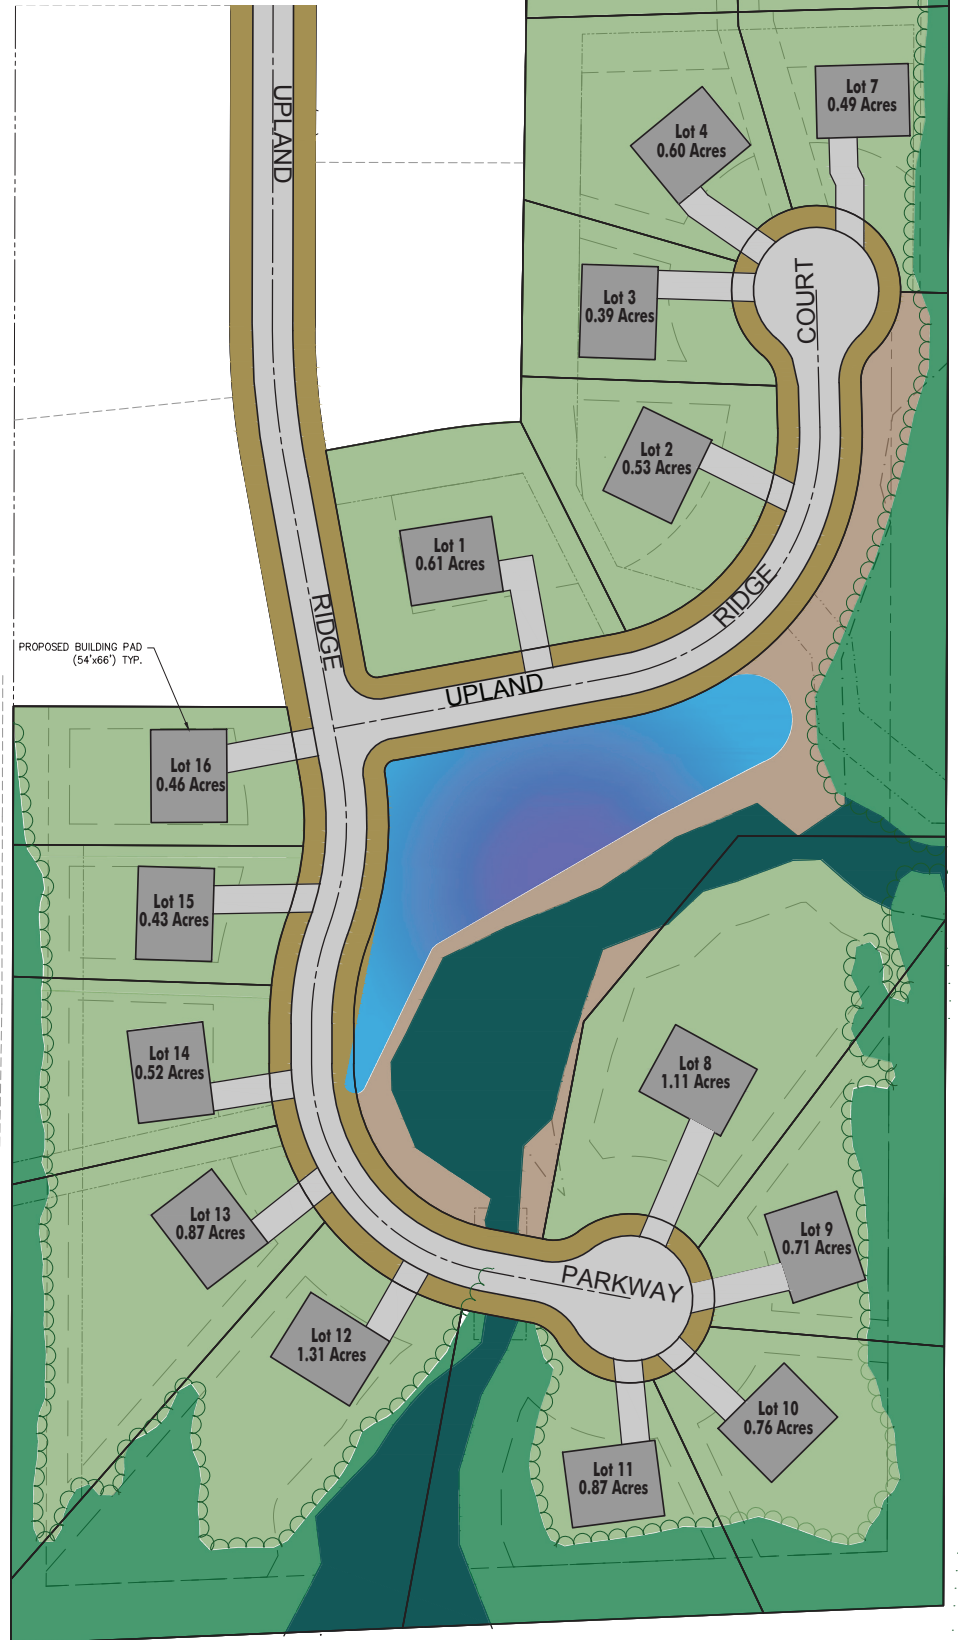 UPLAND
RIDGE
Lot 7
0.49 Acres
Lot 4
0.60 Acres
COURT
Lot 3
0.39 Acres
Lot 2
0.53 Acres
Lot 1
0.61 Acres
RIDGE
UPLAND
PROPOSED BUILDING PAD
(54'x66') TYP.
Lot 16
0.46 Acres
Lot 15
0.43 Acres
Lot 14
0.52 Acres
Lot 8
1.11 Acres
Lot 13
0.87 Acres
Lot 9
0.71 Acres
PARKWAY
Lot 12
1.31 Acres
Lot 10
0.76 Acres
Lot 11
0.87 Acres